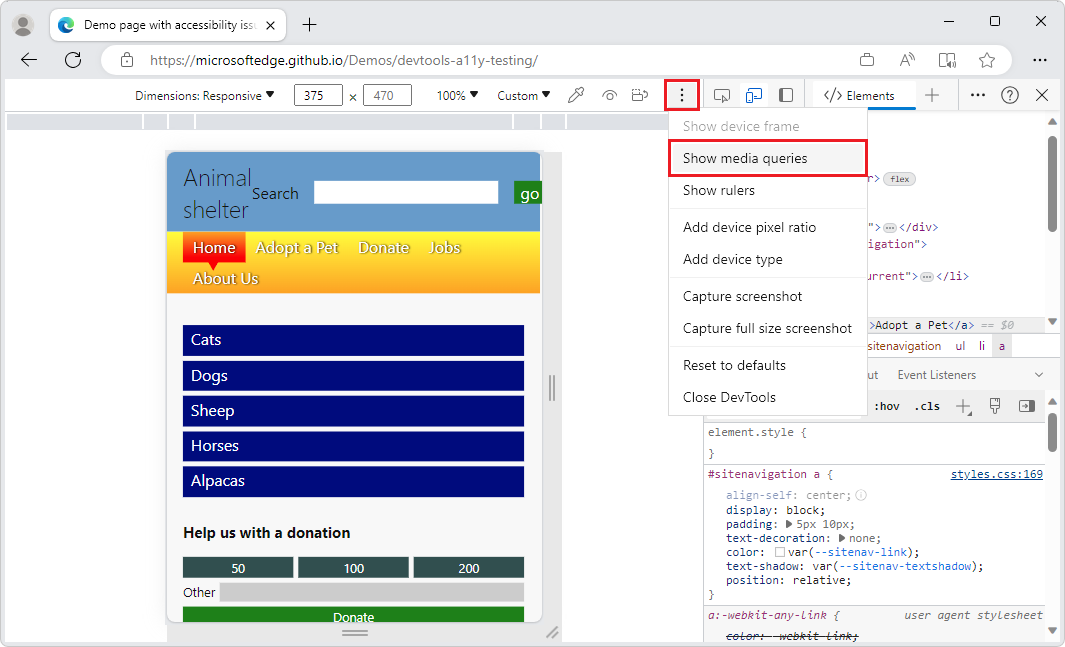 Demo page with accessibility iss
https://microsoftedge.github.io/Demos/devtools-a11y-testing/
Dimensions: Responsive 375 × 470 100% Custom
Elements
Show device frame
Show media queries
Show rulers
Add device pixel ratio
Add device type
Capture screenshot
Capture full size screenshot
Reset to defaults
Close DevTools
Animal
shelter
Search
go
Home Adopt a Pet Donate Jobs
About Us
Cats
Dogs
Sheep
Horses
Alpacas
Help us with a donation
50 100 200
Other
Donate
r> flex
"> … </div>
igation">
urrent"> … </li>
>Adopt a Pet</a> == $0
sitenavigation ul li a
ut Event Listeners
:hov .cls
element.style {
}
#sitenavigation a { styles.css:169
align-self: center;
display: block;
padding: 5px 10px;
text-decoration: none;
color: var(--sitenav-link);
text-shadow: var(--sitenav-textshadow);
position: relative;
}
a:-webkit-any-link { user agent stylesheet
color: -webkit-link;